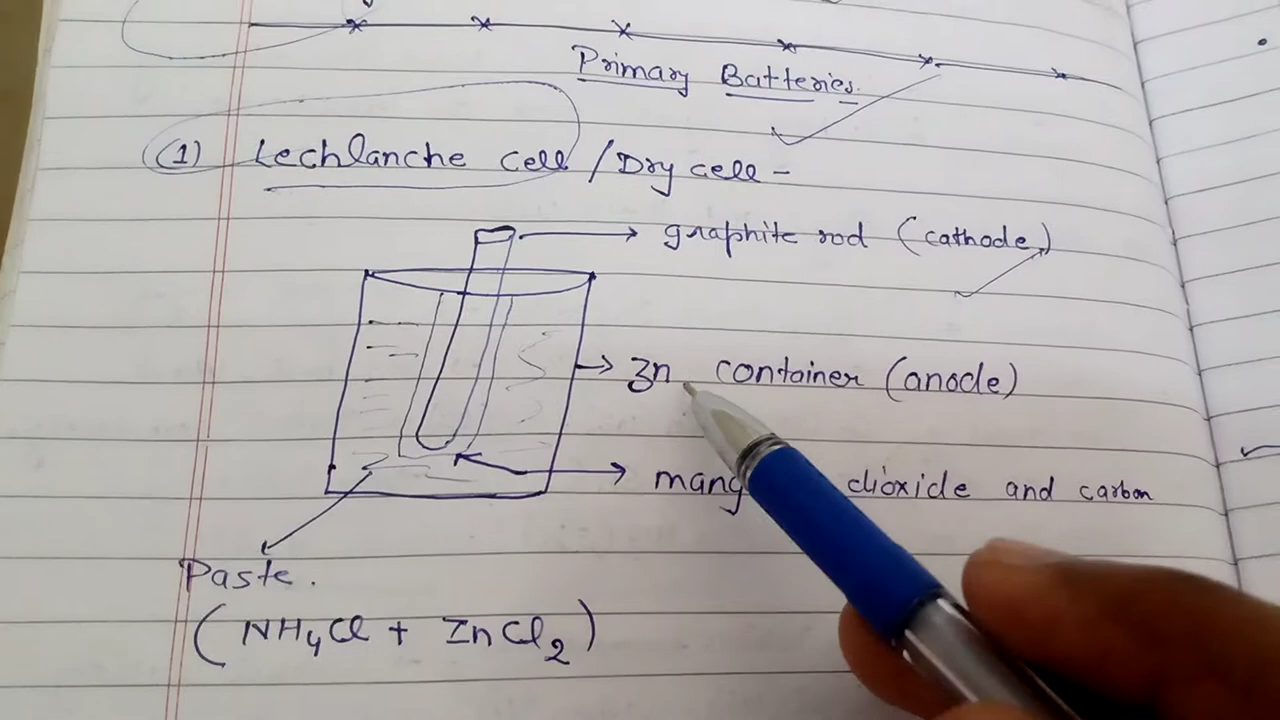 Primary Batteries.
(1) Lechlanche cell / Dry cell -
graphite rod (cathode)
Zn container (anode)
dioxide and carbon
Paste.
(NH4Cl + ZnCl2)